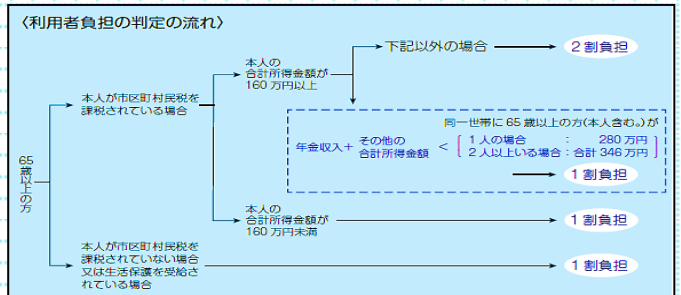 〈利用者負担の判定の流れ〉
65歳以上の方
本人が市区町村民税を
課税されている場合
本人の
合計所得金額が
160万円以上
下記以外の場合
2割負担
同一世帯に65歳以上の方(本人含む。)が
年金収入+その他の
合計所得金額
<
1人の場合 : 280万円
2人以上いる場合:合計346万円
1割負担
本人の
合計所得金額が
160万円未満
1割負担
本人が市区町村民税を
課税されていない場合
又は生活保護を受給さ
れている場合
1割負担